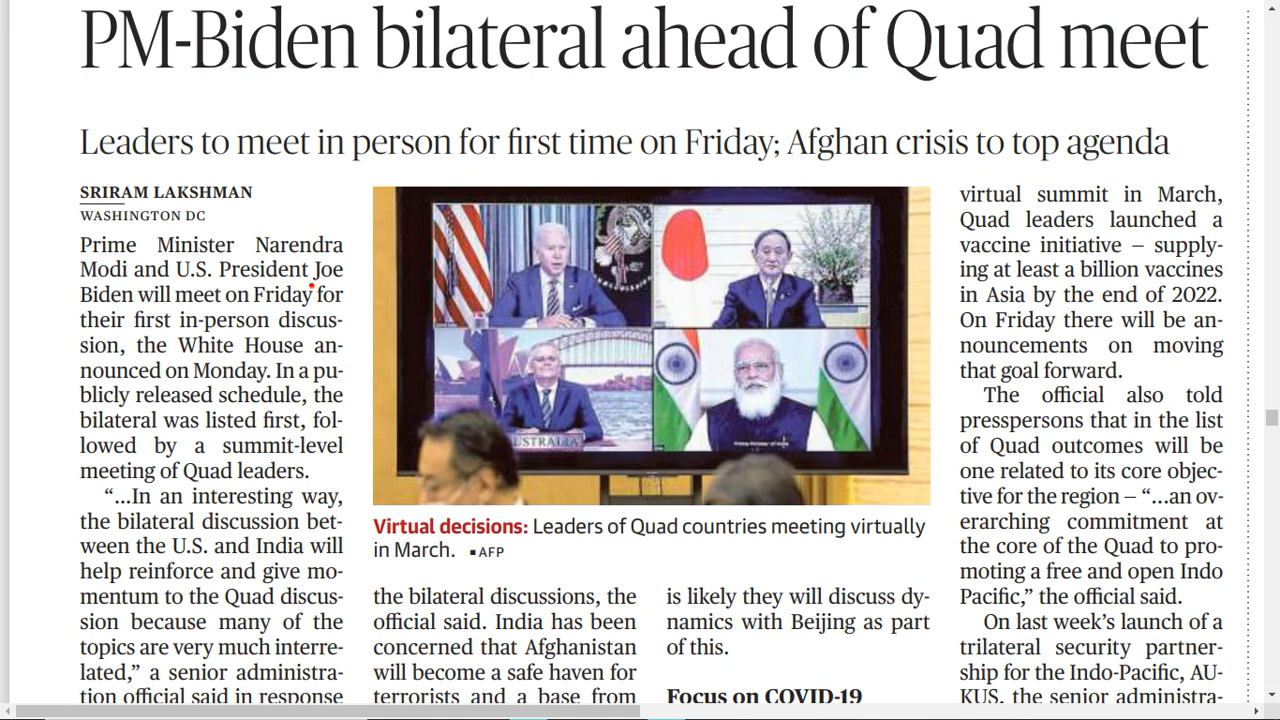 PM-Biden bilateral ahead of Quad meet
Leaders to meet in person for first time on Friday; Afghan crisis to top agenda
SRIRAM LAKSHMAN
WASHINGTON DC
Prime Minister Narendra
Modi and U.S. President Joe
Biden will meet on Friday for
their first in-person discus-
sion, the White House an-
nounced on Monday. In a pu-
blicly released schedule, the
bilateral was listed first, fol-
lowed by a summit-level
meeting of Quad leaders.
“...In an interesting way,
the bilateral discussion bet-
ween the U.S. and India will
help reinforce and give mo-
mentum to the Quad discus-
sion because many of the
topics are very much interre-
lated,” a senior administra-
tion official said in response
AUSTRALIA
Prime Minister of India
Virtual decisions: Leaders of Quad countries meeting virtually
in March. ▪AFP
the bilateral discussions, the
official said. India has been
concerned that Afghanistan
will become a safe haven for
terrorists and a base from
is likely they will discuss dy-
namics with Beijing as part
of this.
Focus on COVID-19
virtual summit in March,
Quad leaders launched a
vaccine initiative – supply-
ing at least a billion vaccines
in Asia by the end of 2022.
On Friday there will be an-
nouncements on moving
that goal forward.
The official also told
presspersons that in the list
of Quad outcomes will be
one related to its core objec-
tive for the region – “...an ov-
erarching commitment at
the core of the Quad to pro-
moting a free and open Indo
Pacific,” the official said.
On last week’s launch of a
trilateral security partner-
ship for the Indo-Pacific, AU-
KUS, the senior administra-